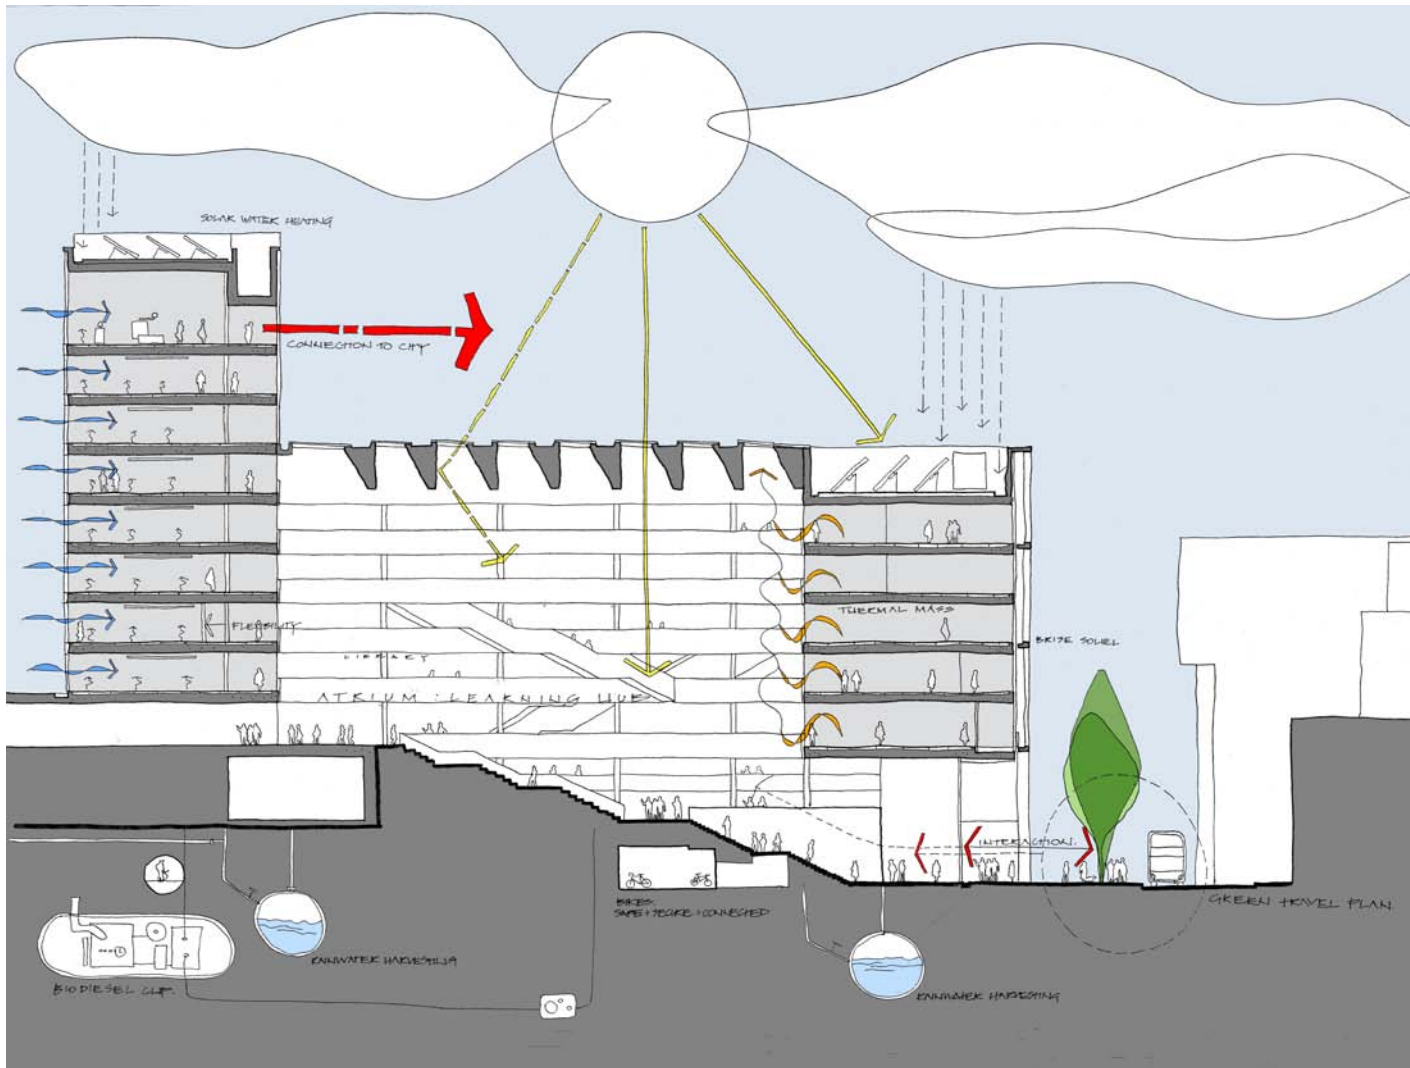 SOLAR WATER HEATING
CONNECTION TO CITY
THERMAL MASS
FLEXIBILITY
BRISE SOLIEL
LIBRARY
ATRIUM : LEARNING HUB
INTERACTION.
BIKES.
SAFE + SECURE + CONNECTED
GREEN TRAVEL PLAN.
RAINWATER HARVESTING
BIODIESEL CHP.
RAINWATER HARVESTING